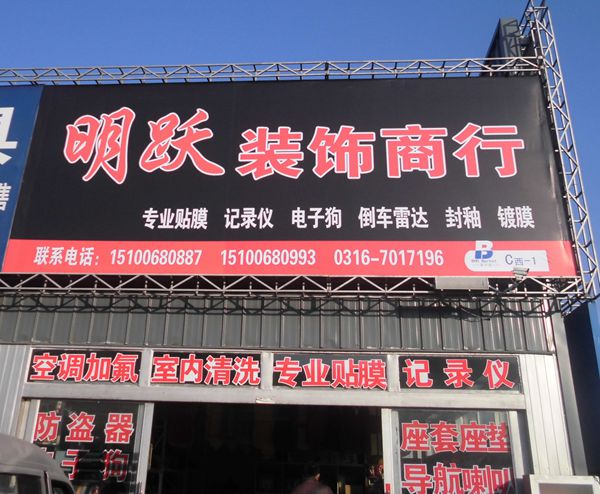 明跃 装饰商行
专业贴膜 记录仪 电子狗 倒车雷达 封釉 镀膜
联系电话：15100680887 15100680993 0316-7017196
B
C西-1
空调加氟 室内清洗 专业贴膜 记录仪
防盗器
电子狗
座套座垫
导航喇叭